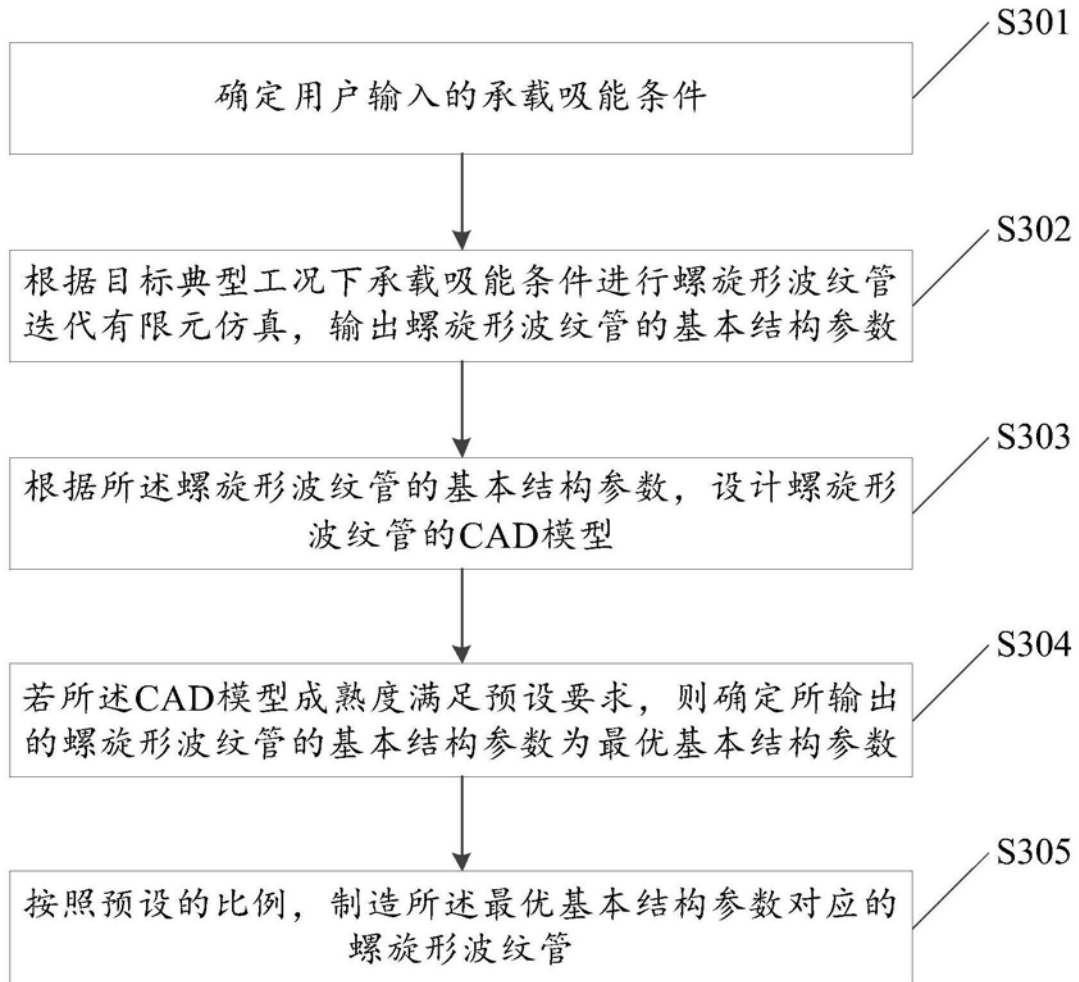 S301
确定用户输入的承载吸能条件
S302
根据目标典型工况下承载吸能条件进行螺旋形波纹管
迭代有限元仿真，输出螺旋形波纹管的基本结构参数
S303
根据所述螺旋形波纹管的基本结构参数，设计螺旋形
波纹管的CAD模型
S304
若所述CAD模型成熟度满足预设要求，则确定所输出
的螺旋形波纹管的基本结构参数为最优基本结构参数
S305
按照预设的比例，制造所述最优基本结构参数对应的
螺旋形波纹管